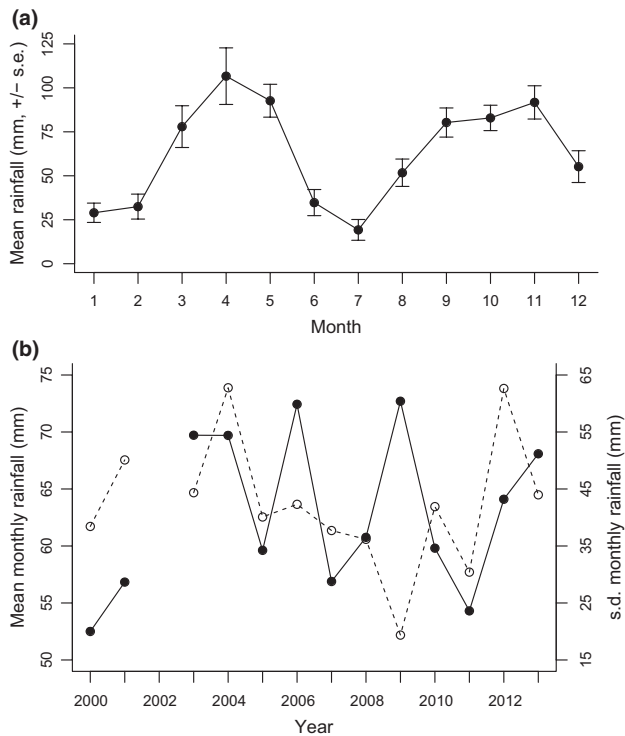 (a)
Mean rainfall (mm, +/− s.e.)
125
100
75
50
25
0
1 2 3 4 5 6 7 8 9 10 11 12
Month
(b)
Mean monthly rainfall (mm)
75
70
65
60
55
50
s.d. monthly rainfall (mm)
65
55
45
35
25
15
2000 2002 2004 2006 2008 2010 2012
Year